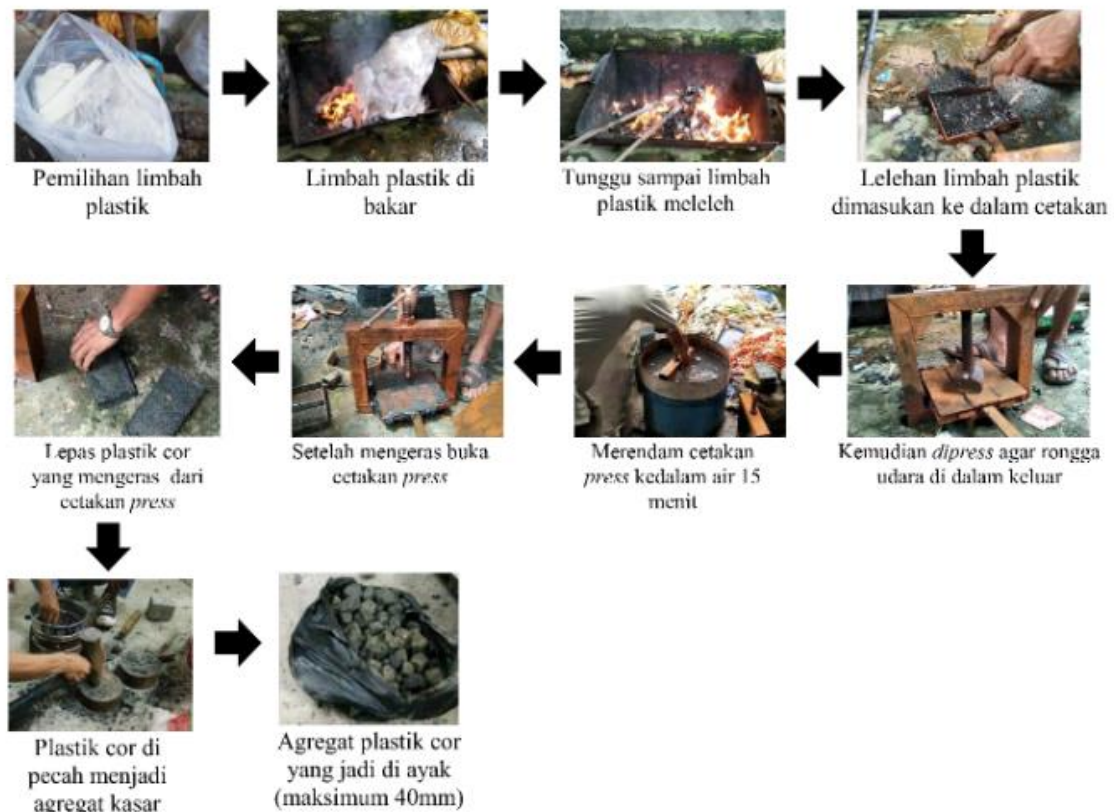 Pemilihan limbah
plastik
Limbah plastik di
bakar
Tunggu sampai limbah
plastik meleleh
Lelehan limbah plastik
dimasukan ke dalam cetakan
Kemudian dipress agar rongga
udara di dalam keluar
Merendam cetakan
press kedalam air 15
menit
Setelah mengeras buka
cetakan press
Lepas plastik cor
yang mengeras dari
cetakan press
Plastik cor di
pecah menjadi
agregat kasar
Agregat plastik cor
yang jadi di ayak
(maksimum 40mm)